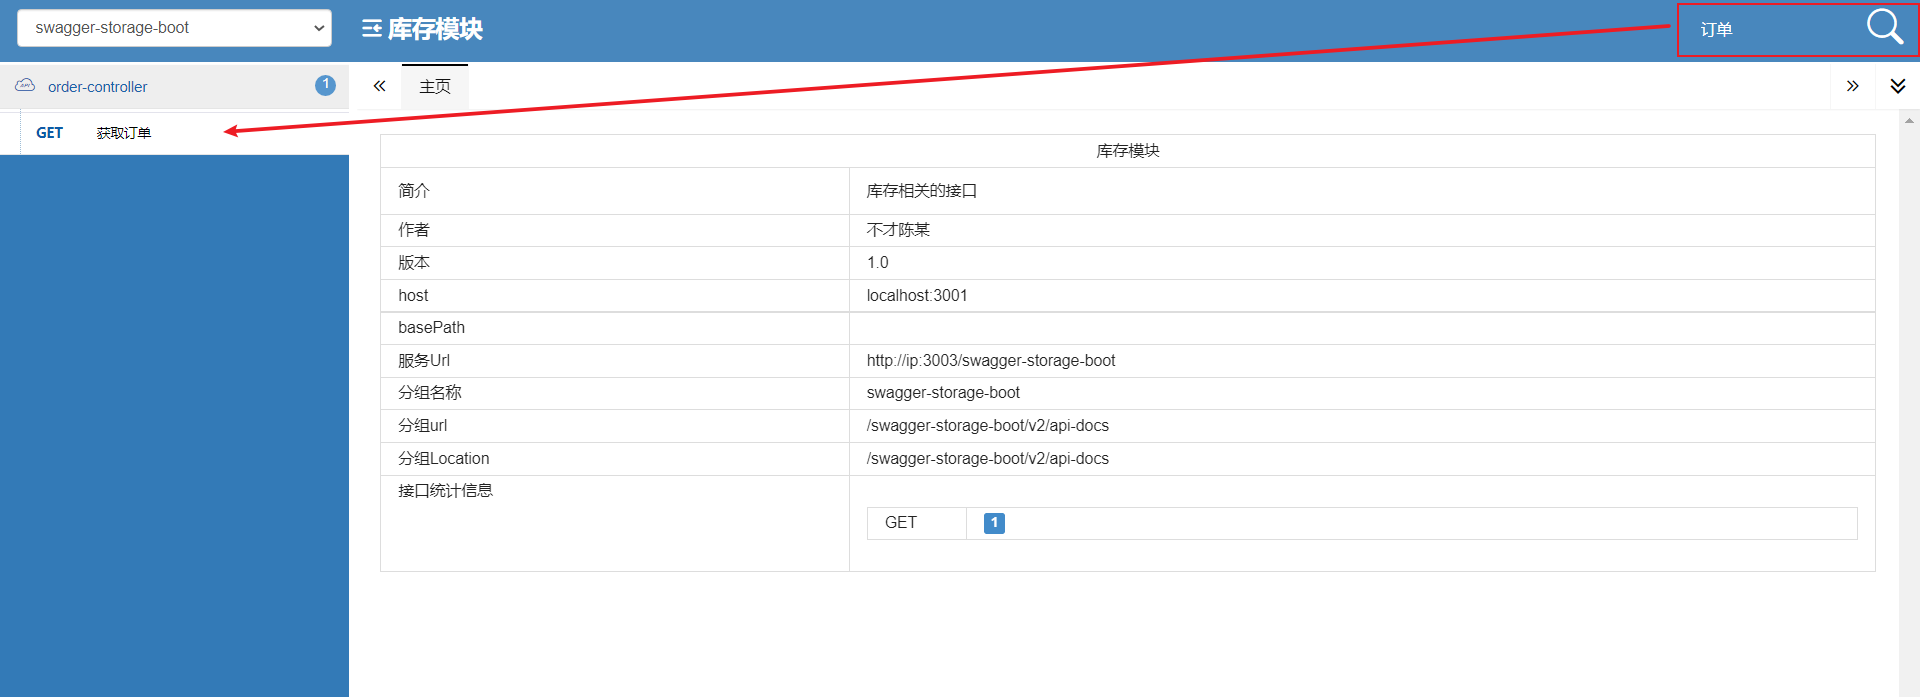 swagger-storage-boot
库存模块
订单
order-controller
1
主页
GET 获取订单
库存模块
简介 库存相关的接口
作者 不才陈某
版本 1.0
host localhost:3001
basePath
服务Url http://ip:3003/swagger-storage-boot
分组名称 swagger-storage-boot
分组url /swagger-storage-boot/v2/api-docs
分组Location /swagger-storage-boot/v2/api-docs
接口统计信息
GET 1